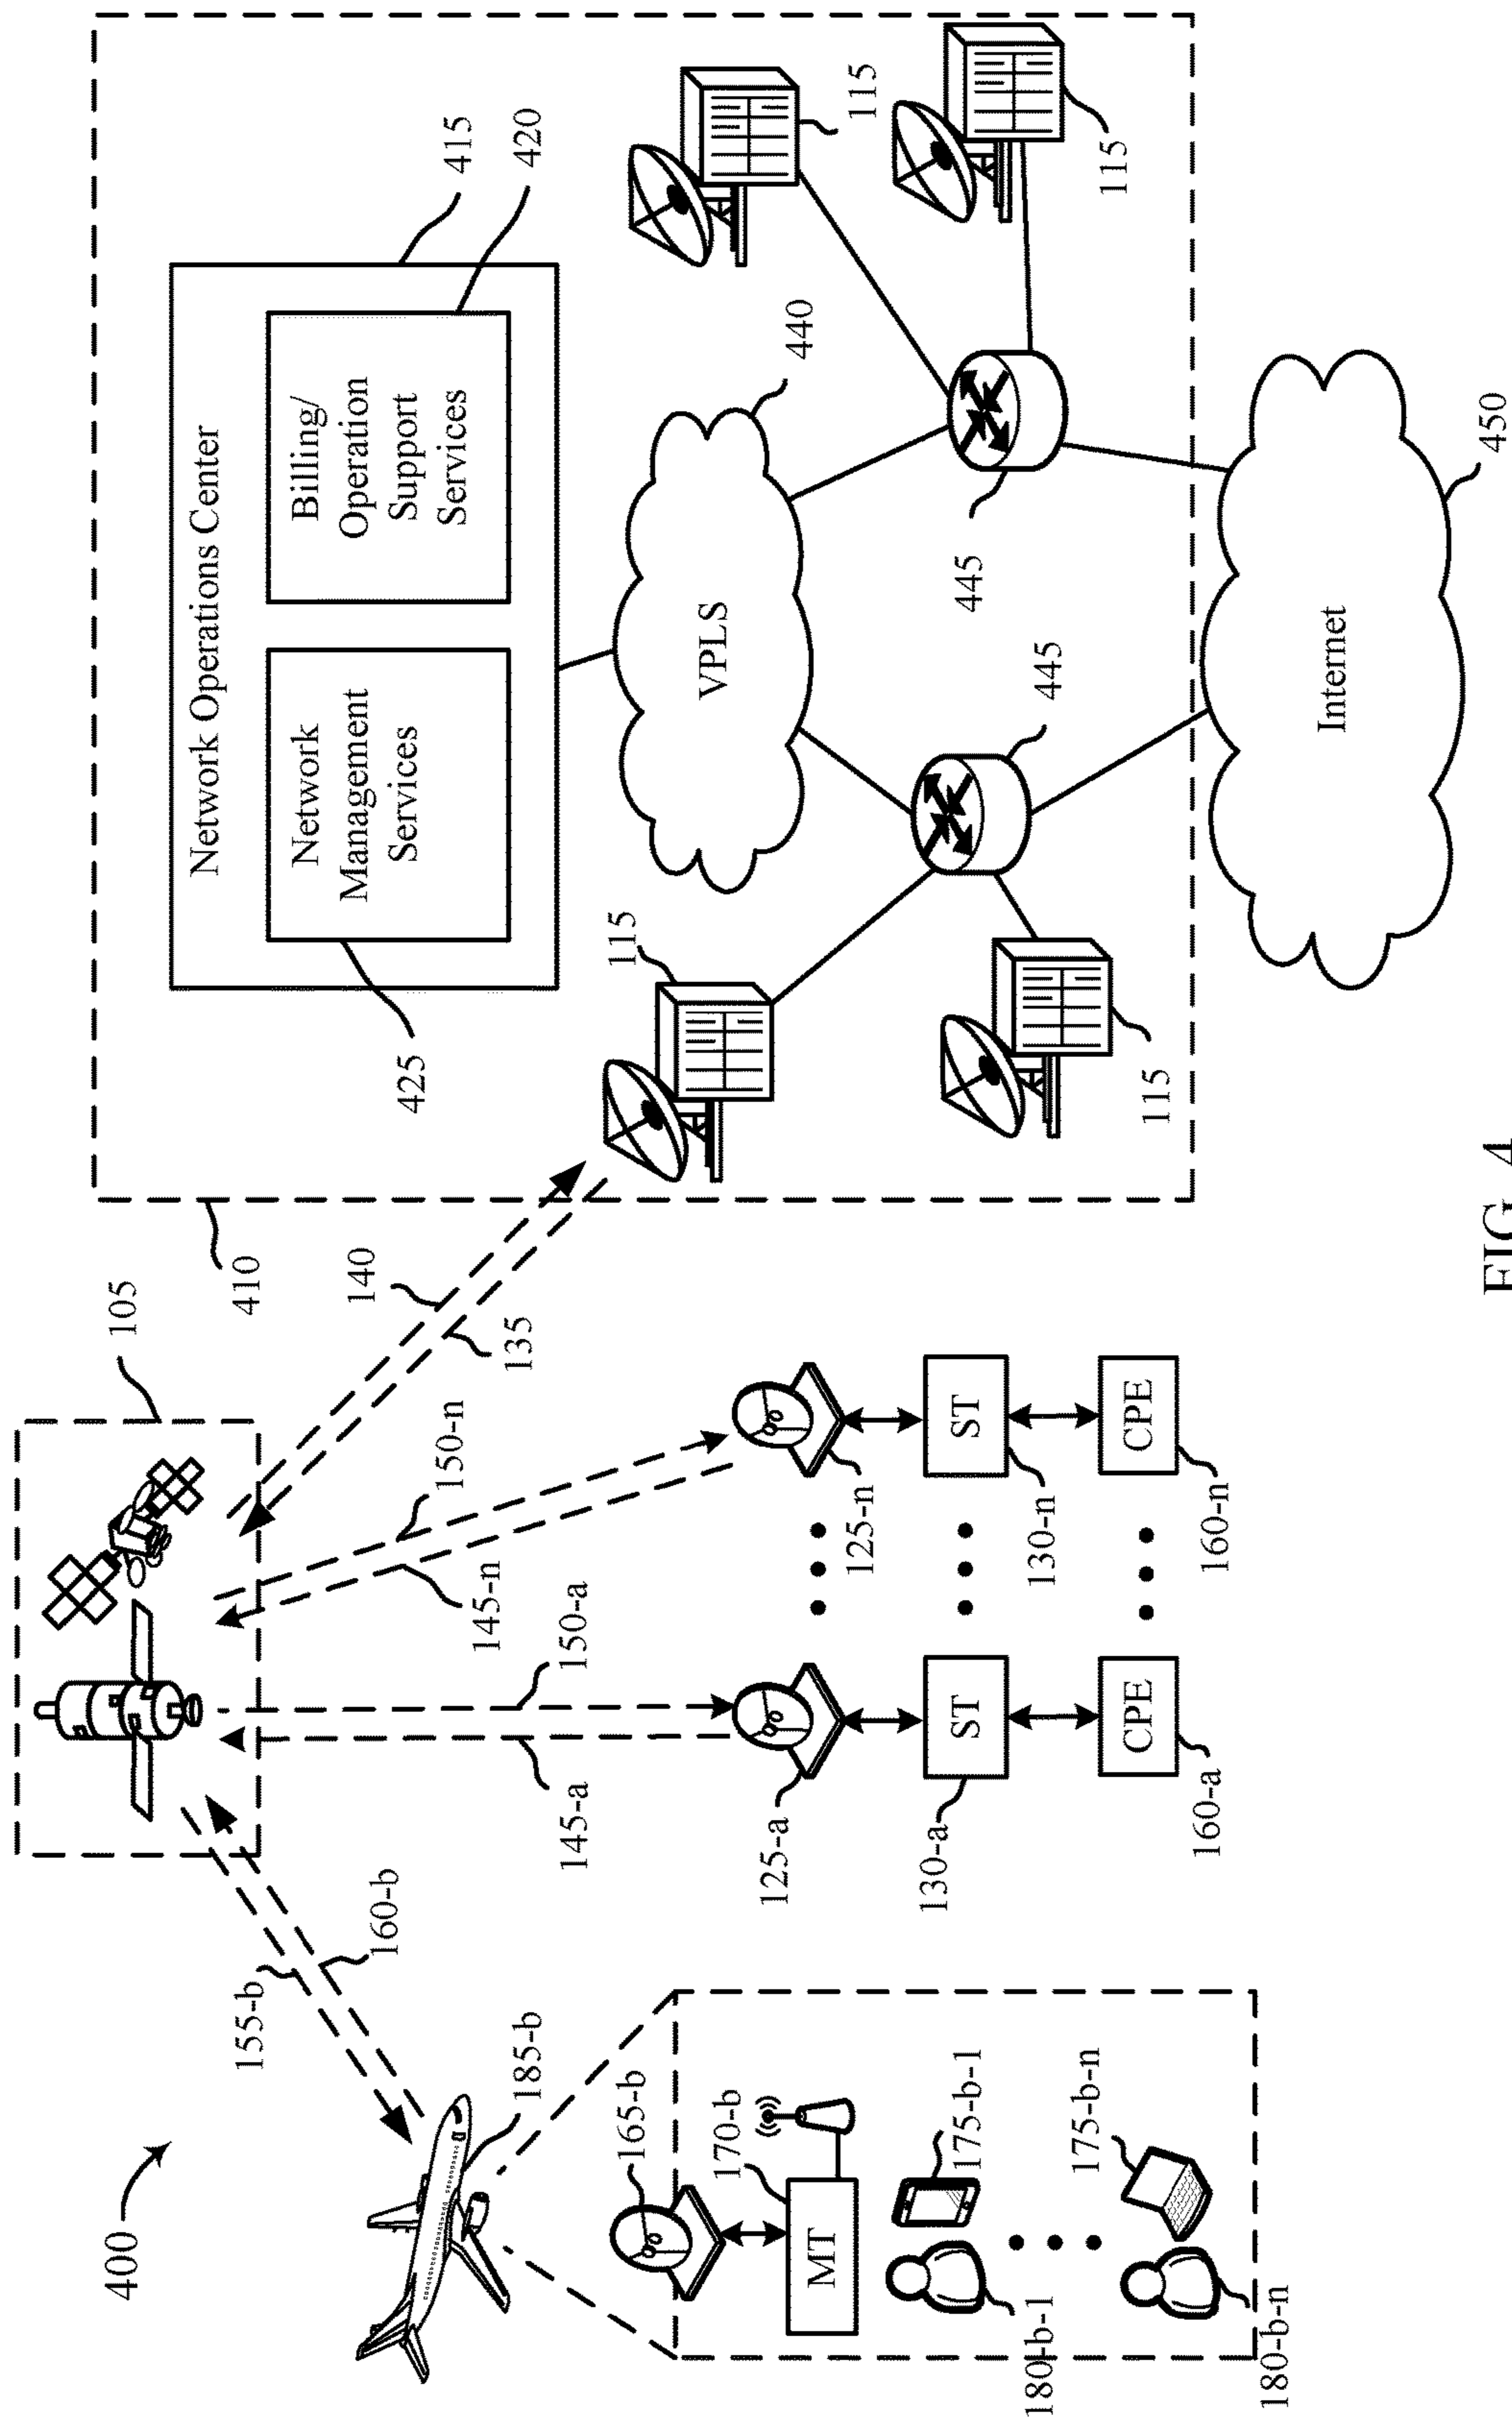 400
105
155-b
160-b
185-b
145-a
150-a
145-n
150-n
140
135
410
Network Operations Center
415
Network
Management
Services
425
Billing/
Operation
Support
Services
420
VPLS
440
115
115
115
115
445
445
Internet
450
165-b
MT
170-b
175-b-1
180-b-1
175-b-n
180-b-n
125-a
125-n
ST
130-a
ST
130-n
CPE
160-a
CPE
160-n
FIG. 4